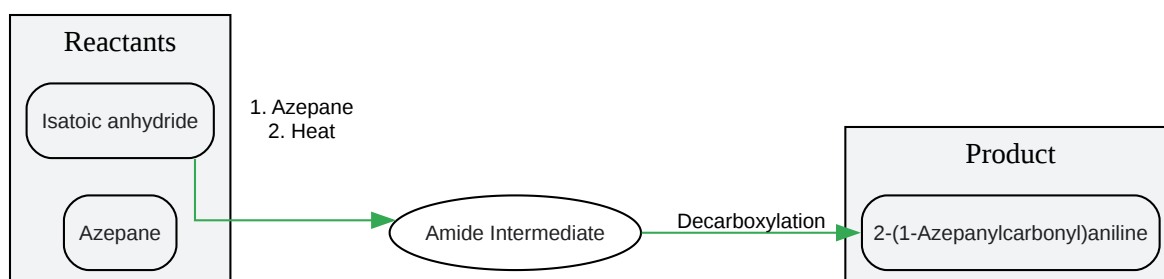 Reactants
Isatoic anhydride
Azepane
1. Azepane
2. Heat
Amide Intermediate
Decarboxylation
Product
2-(1-Azepanylcarbonyl)aniline